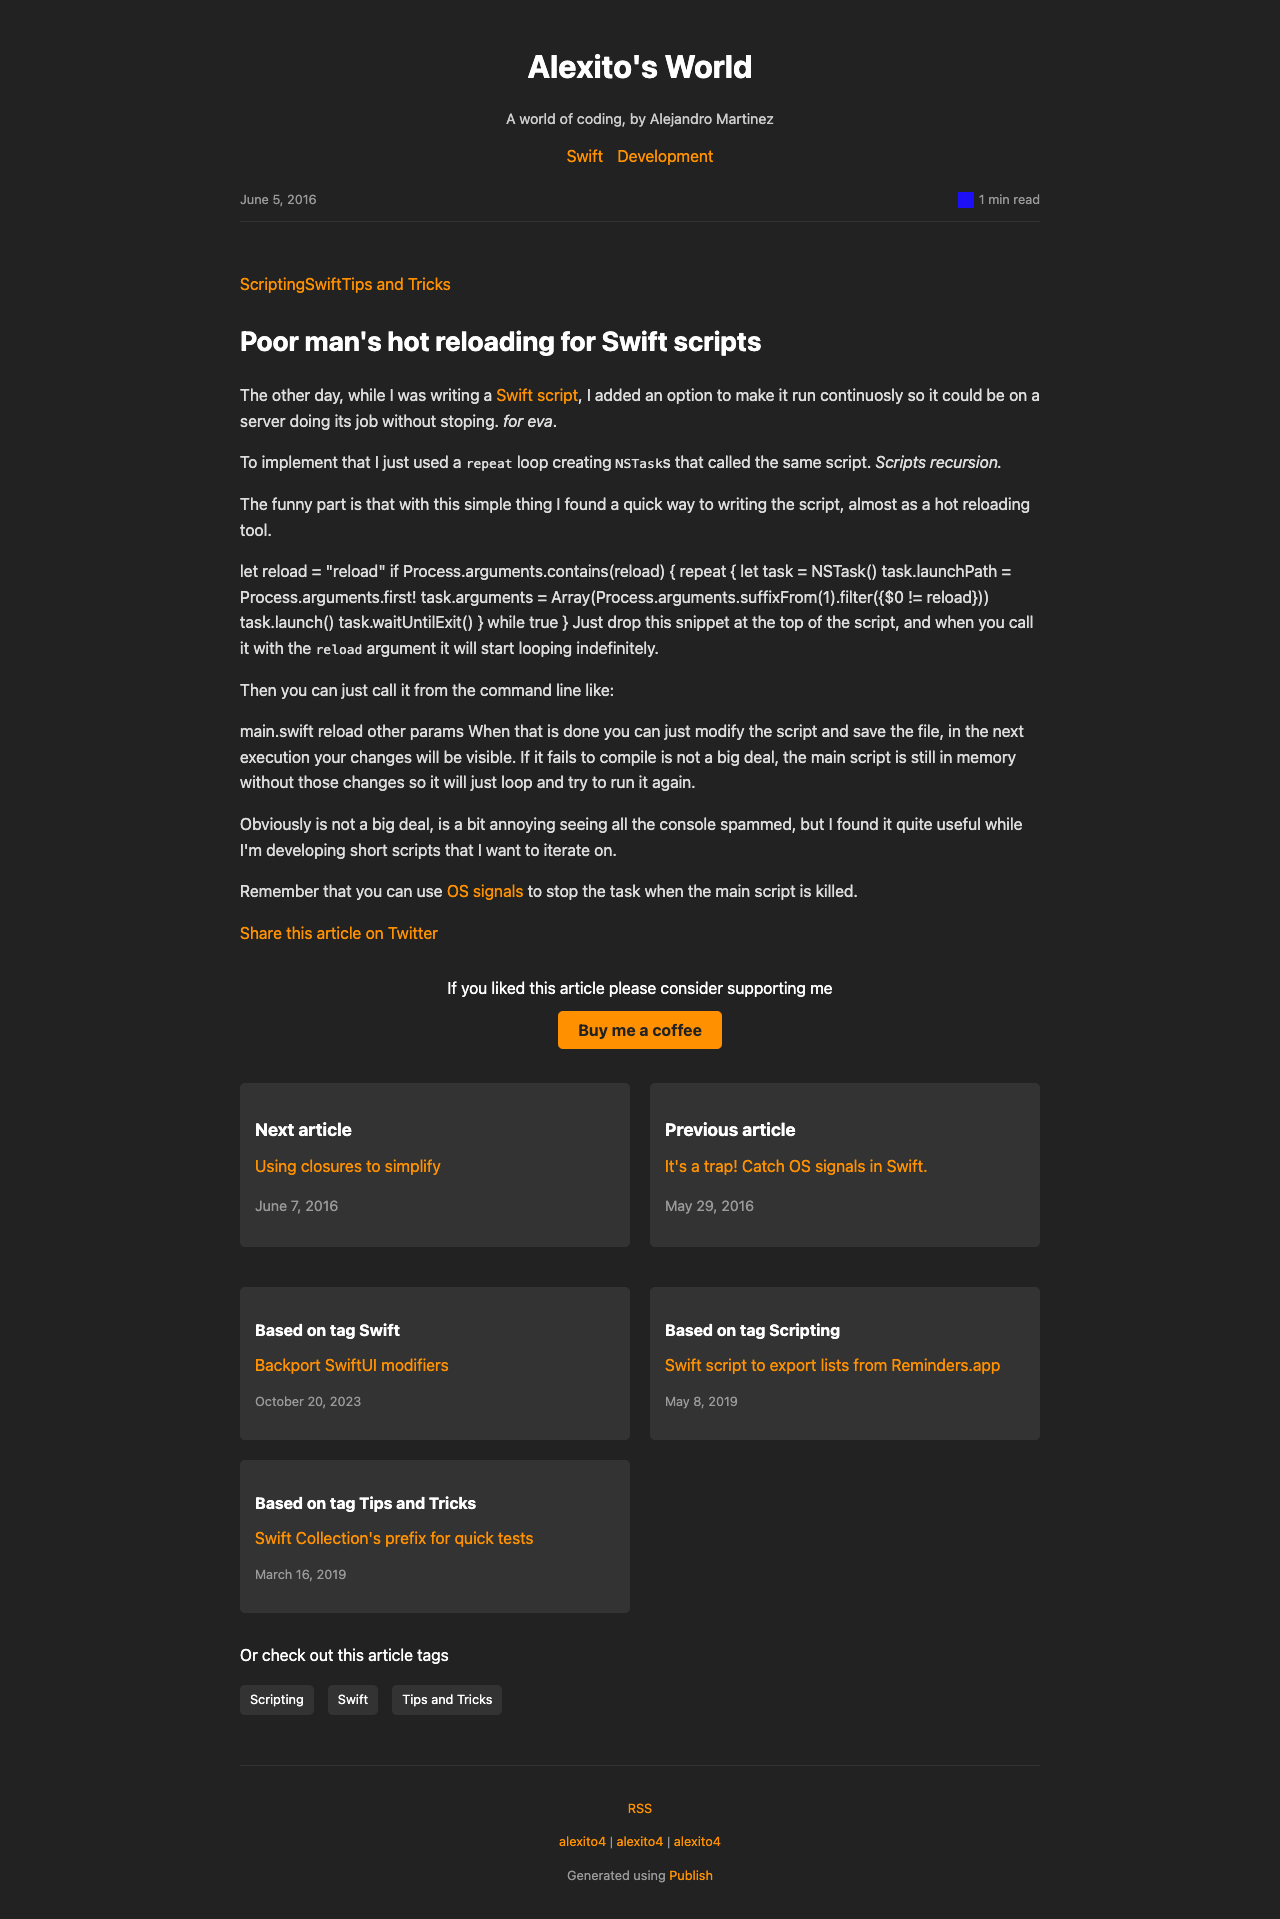 Alexito's World
A world of coding, by Alejandro Martinez
Swift Development
June 5, 2016
1 min read
ScriptingSwiftTips and Tricks
Poor man's hot reloading for Swift scripts
The other day, while I was writing a Swift script, I added an option to make it run continuosly so it could be on a
server doing its job without stoping. for eva.
To implement that I just used a repeat loop creating NSTasks that called the same script. Scripts recursion.
The funny part is that with this simple thing I found a quick way to writing the script, almost as a hot reloading
tool.
let reload = "reload" if Process.arguments.contains(reload) { repeat { let task = NSTask() task.launchPath =
Process.arguments.first! task.arguments = Array(Process.arguments.suffixFrom(1).filter({$0 != reload}))
task.launch() task.waitUntilExit() } while true } Just drop this snippet at the top of the script, and when you call
it with the reload argument it will start looping indefinitely.
Then you can just call it from the command line like:
main.swift reload other params When that is done you can just modify the script and save the file, in the next
execution your changes will be visible. If it fails to compile is not a big deal, the main script is still in memory
without those changes so it will just loop and try to run it again.
Obviously is not a big deal, is a bit annoying seeing all the console spammed, but I found it quite useful while
I'm developing short scripts that I want to iterate on.
Remember that you can use OS signals to stop the task when the main script is killed.
Share this article on Twitter
If you liked this article please consider supporting me
Buy me a coffee
Next article
Using closures to simplify
June 7, 2016
Previous article
It's a trap! Catch OS signals in Swift.
May 29, 2016
Based on tag Swift
Backport SwiftUI modifiers
October 20, 2023
Based on tag Scripting
Swift script to export lists from Reminders.app
May 8, 2019
Based on tag Tips and Tricks
Swift Collection's prefix for quick tests
March 16, 2019
Or check out this article tags
Scripting Swift Tips and Tricks
RSS
alexito4 | alexito4 | alexito4
Generated using Publish